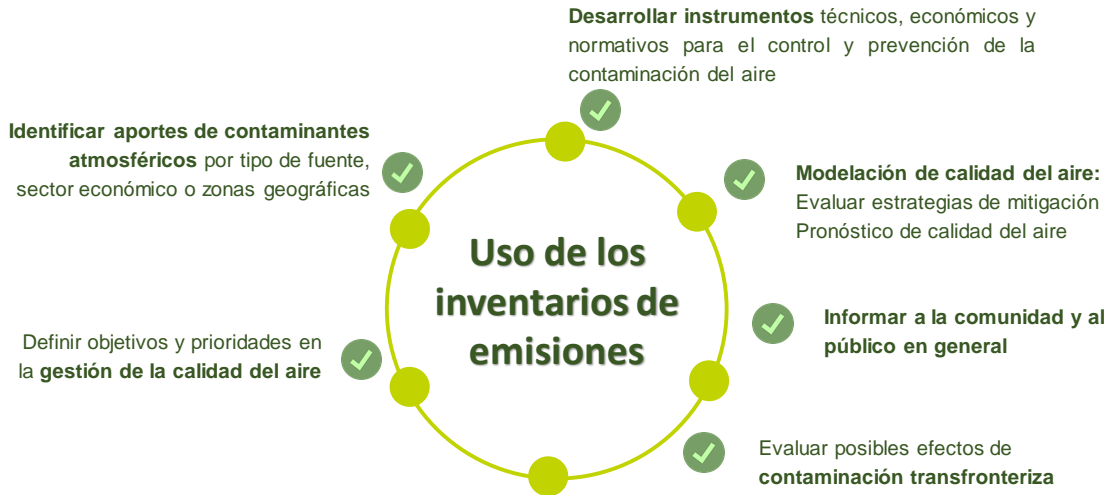 Desarrollar instrumentos técnicos, económicos y
normativos para el control y prevención de la
contaminación del aire
Identificar aportes de contaminantes
atmosféricos por tipo de fuente,
sector económico o zonas geográficas
Modelación de calidad del aire:
Evaluar estrategias de mitigación
Pronóstico de calidad del aire
Uso de los
inventarios de
emisiones
Informar a la comunidad y al
público en general
Definir objetivos y prioridades en
la gestión de la calidad del aire
Evaluar posibles efectos de
contaminación transfronteriza